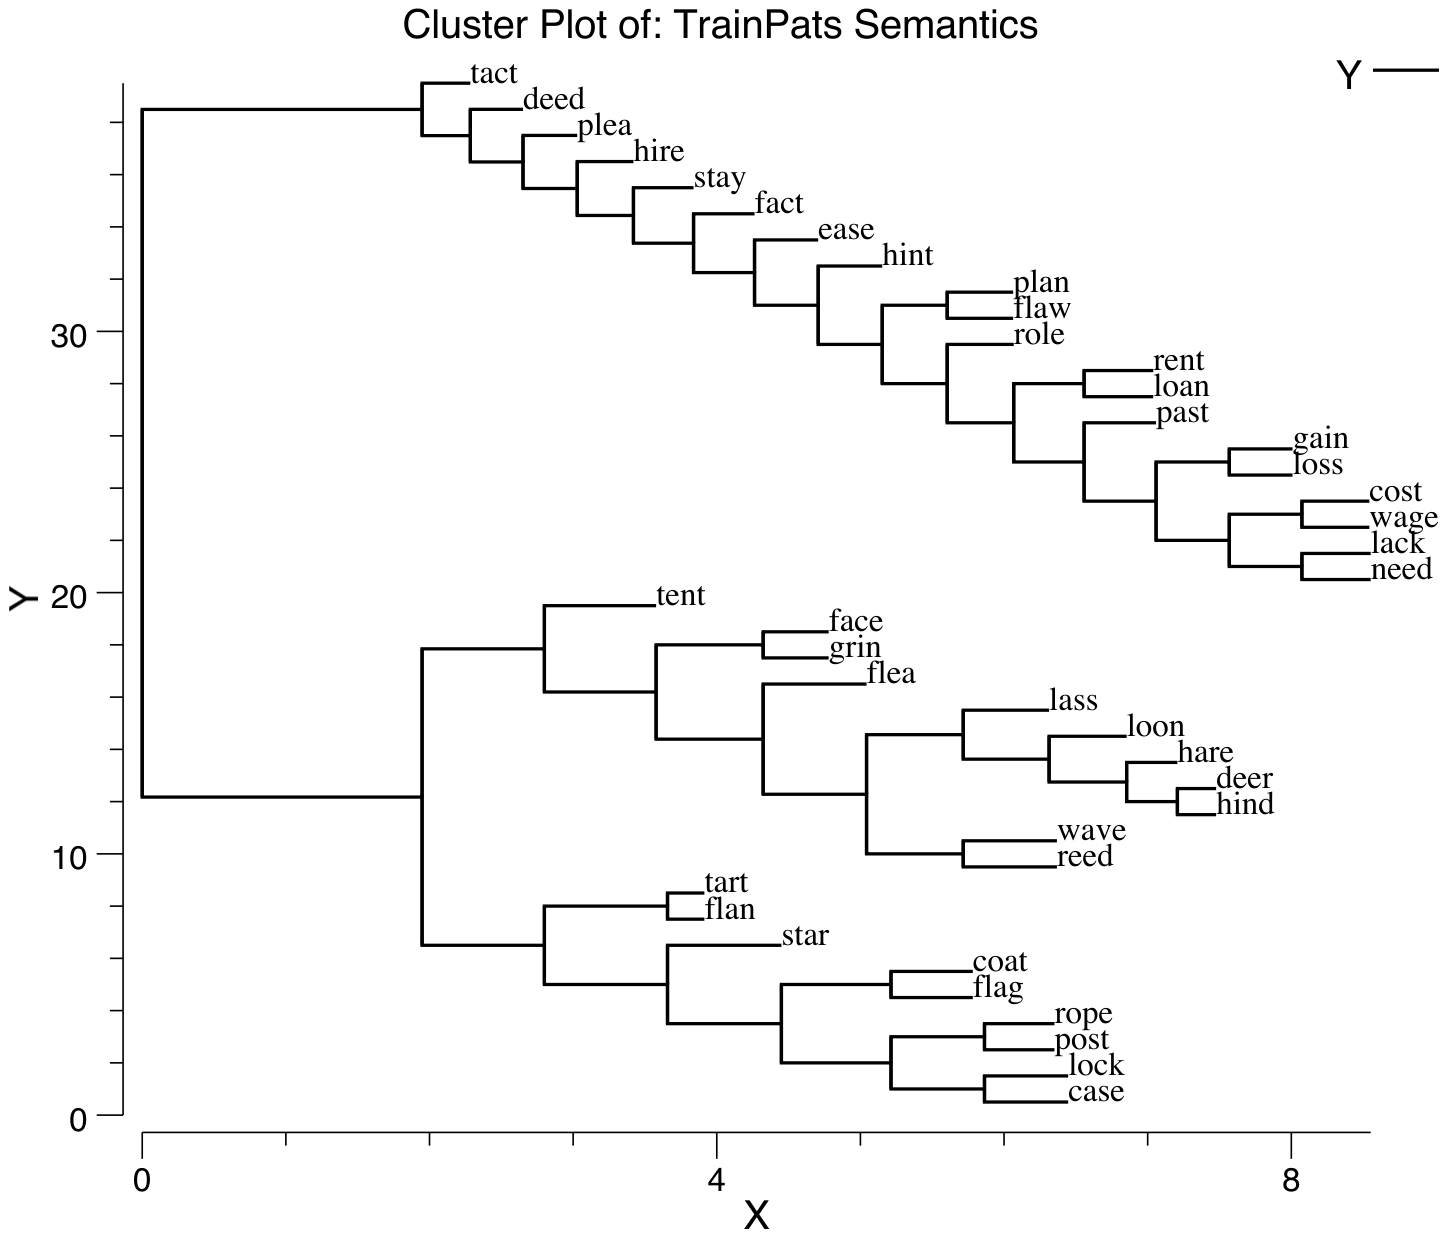 Cluster Plot of: TrainPats Semantics
Y
tact
deed
plea
hire
stay
fact
ease
hint
plan
flaw
30
role
rent
loan
past
gain
loss
cost
wage
lack
need
Y
20
tent
face
grin
flea
lass
loon
hare
deer
hind
wave
10
reed
tart
flan
star
coat
flag
rope
post
lock
case
0
0 4 8
X